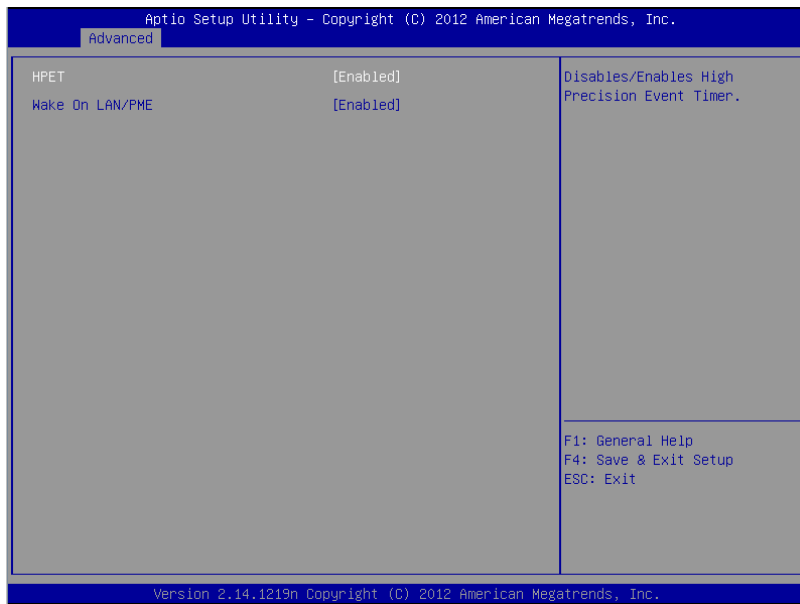 Aptio Setup Utility – Copyright (C) 2012 American Megatrends, Inc.
Advanced
HPET [Enabled]
Wake On LAN/PME [Enabled]
Disables/Enables High
Precision Event Timer.
F1: General Help
F4: Save & Exit Setup
ESC: Exit
Version 2.14.1219n Copyright (C) 2012 American Megatrends, Inc.